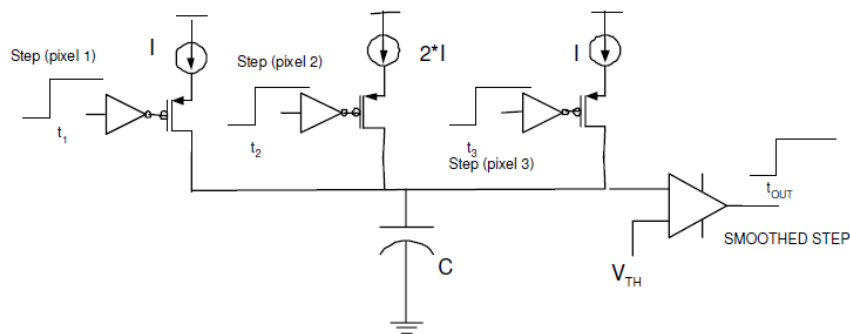 Step (pixel 1)
I
Step (pixel 2)
2*I
I
Step (pixel 3)
t1
t2
t3
tOUT
SMOOTHED STEP
VTH
C